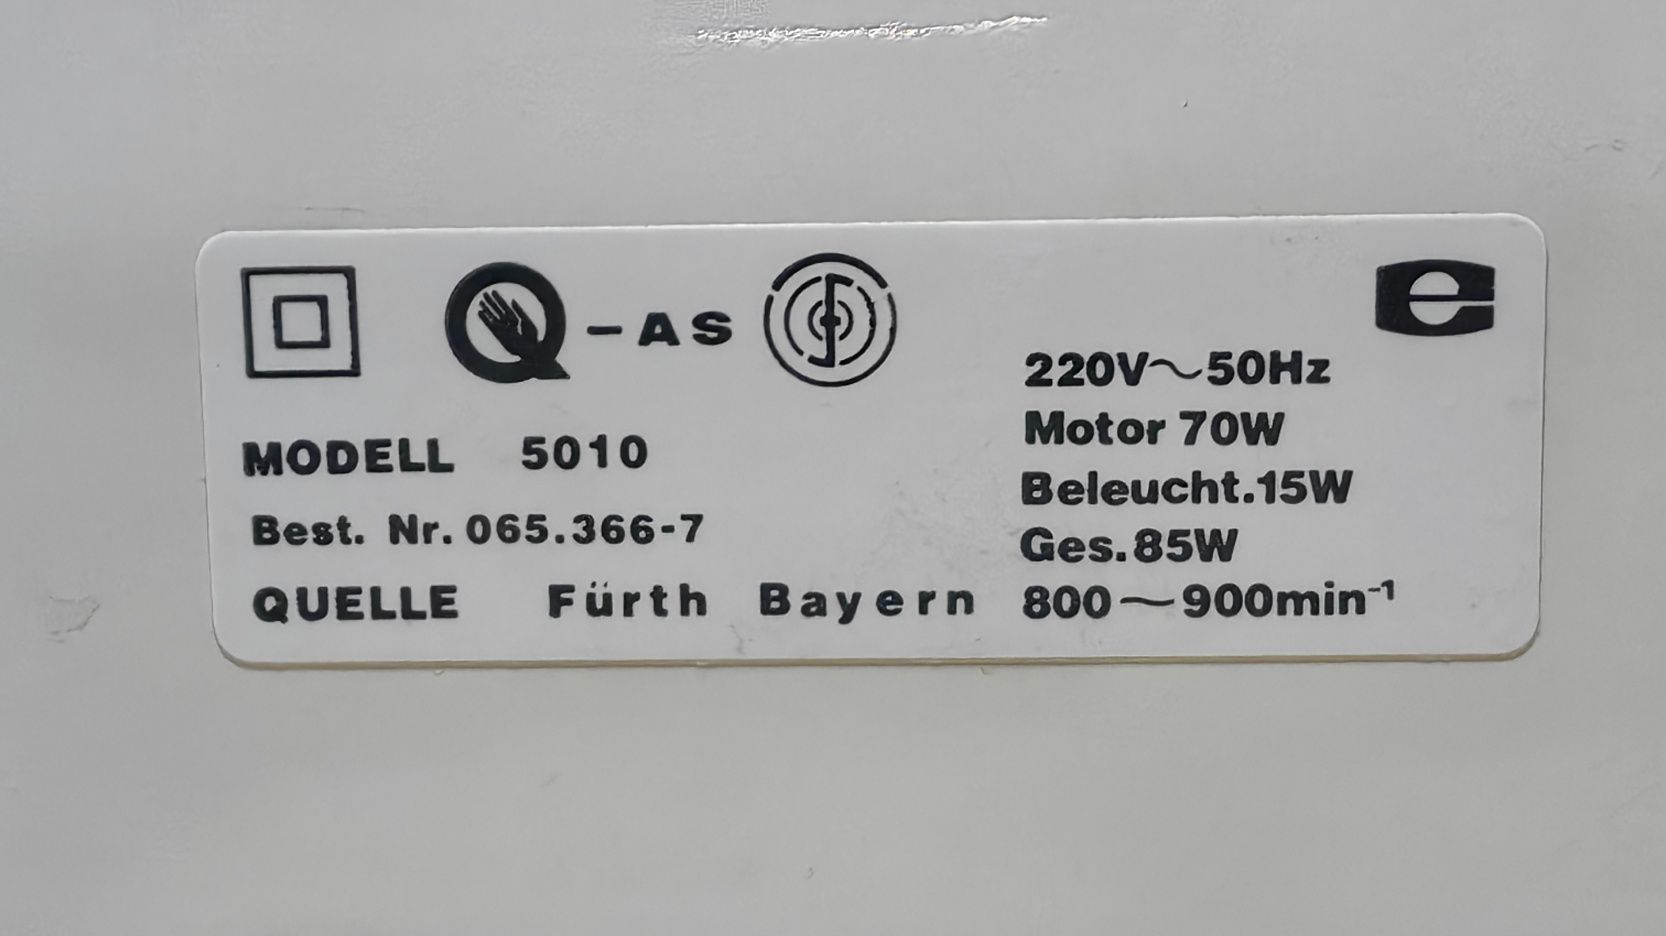 Q-AS
MODELL 5010
Best. Nr. 065.366-7
QUELLE Fürth Bayern
e
220V~50Hz
Motor 70W
Beleucht.15W
Ges.85W
800~900min⁻¹